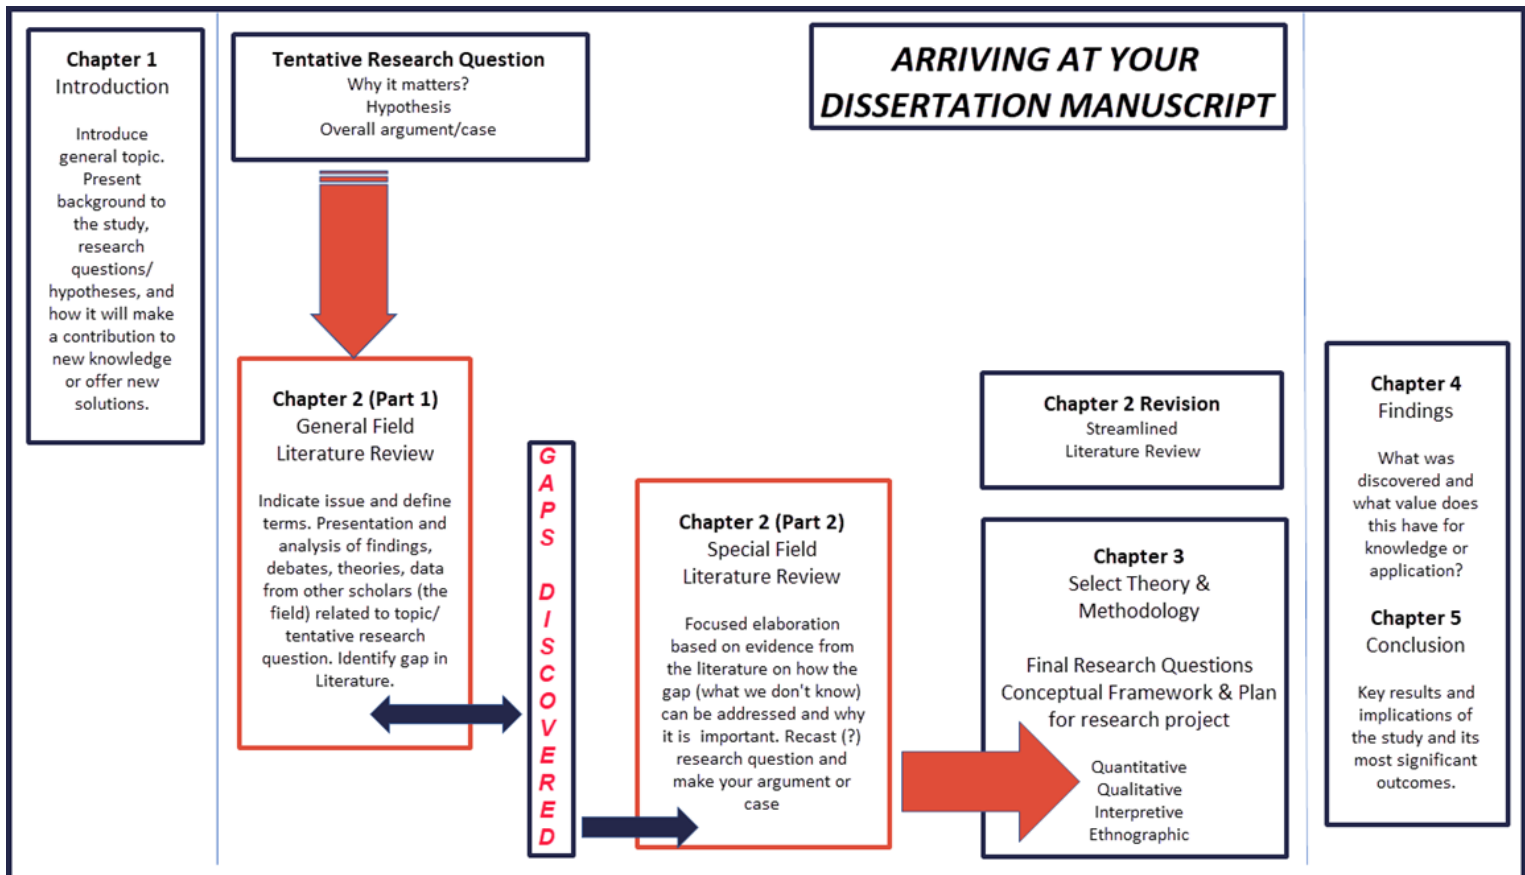 Chapter 1
Introduction
Introduce
general topic.
Present
background to
the study,
research
questions/
hypotheses, and
how it will make
a contribution to
new knowledge
or offer new
solutions.
Tentative Research Question
Why it matters?
Hypothesis
Overall argument/case
ARRIVING AT YOUR
DISSERTATION MANUSCRIPT
Chapter 2 (Part 1)
General Field
Literature Review
Indicate issue and define
terms. Presentation and
analysis of findings,
debates, theories, data
from other scholars (the
field) related to topic/
tentative research
question. Identify gap in
Literature.
GAPS DISCOVERED
Chapter 2 (Part 2)
Special Field
Literature Review
Focused elaboration
based on evidence from
the literature on how the
gap (what we don't know)
can be addressed and why
it is important. Recast (?)
research question and
make your argument or
case
Chapter 2 Revision
Streamlined
Literature Review
Chapter 3
Select Theory &
Methodology
Final Research Questions
Conceptual Framework & Plan
for research project
Quantitative
Qualitative
Interpretive
Ethnographic
Chapter 4
Findings
What was
discovered and
what value does
this have for
knowledge or
application?
Chapter 5
Conclusion
Key results and
implications of
the study and its
most significant
outcomes.